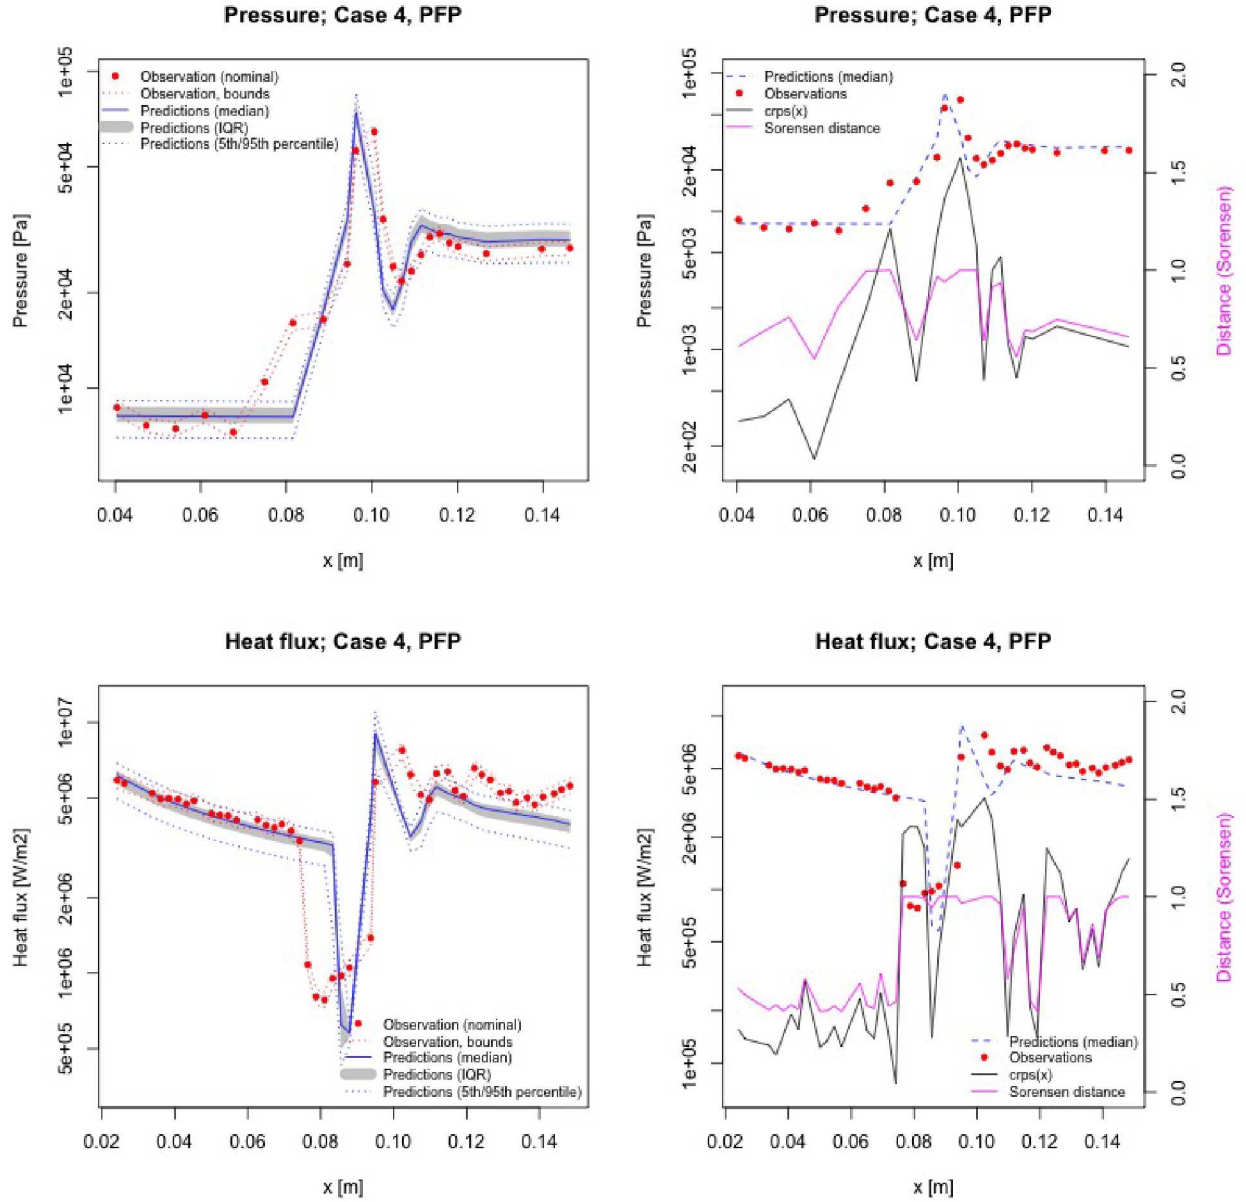 Pressure; Case 4, PFP
1e+05
5e+04
2e+04
1e+04
Pressure [Pa]
Observation (nominal)
Observation, bounds
Predictions (median)
Predictions (IQR)
Predictions (5th/95th percentile)
0.04 0.06 0.08 0.10 0.12 0.14
x [m]
Pressure; Case 4, PFP
1e+05
2e+04
5e+03
1e+03
2e+02
Pressure [Pa]
Predictions (median)
Observations
crps(x)
Sorensen distance
2.0
1.5
1.0
0.5
0.0
Distance (Sorensen)
0.04 0.06 0.08 0.10 0.12 0.14
x [m]
Heat flux; Case 4, PFP
1e+07
5e+06
2e+06
1e+06
5e+05
Heat flux [W/m2]
Observation (nominal)
Observation, bounds
Predictions (median)
Predictions (IQR)
Predictions (5th/95th percentile)
0.02 0.04 0.06 0.08 0.10 0.12 0.14
x [m]
Heat flux; Case 4, PFP
5e+06
2e+06
5e+05
1e+05
Heat flux [W/m2]
Predictions (median)
Observations
crps(x)
Sorensen distance
2.0
1.5
1.0
0.5
0.0
Distance (Sorensen)
0.02 0.04 0.06 0.08 0.10 0.12 0.14
x [m]